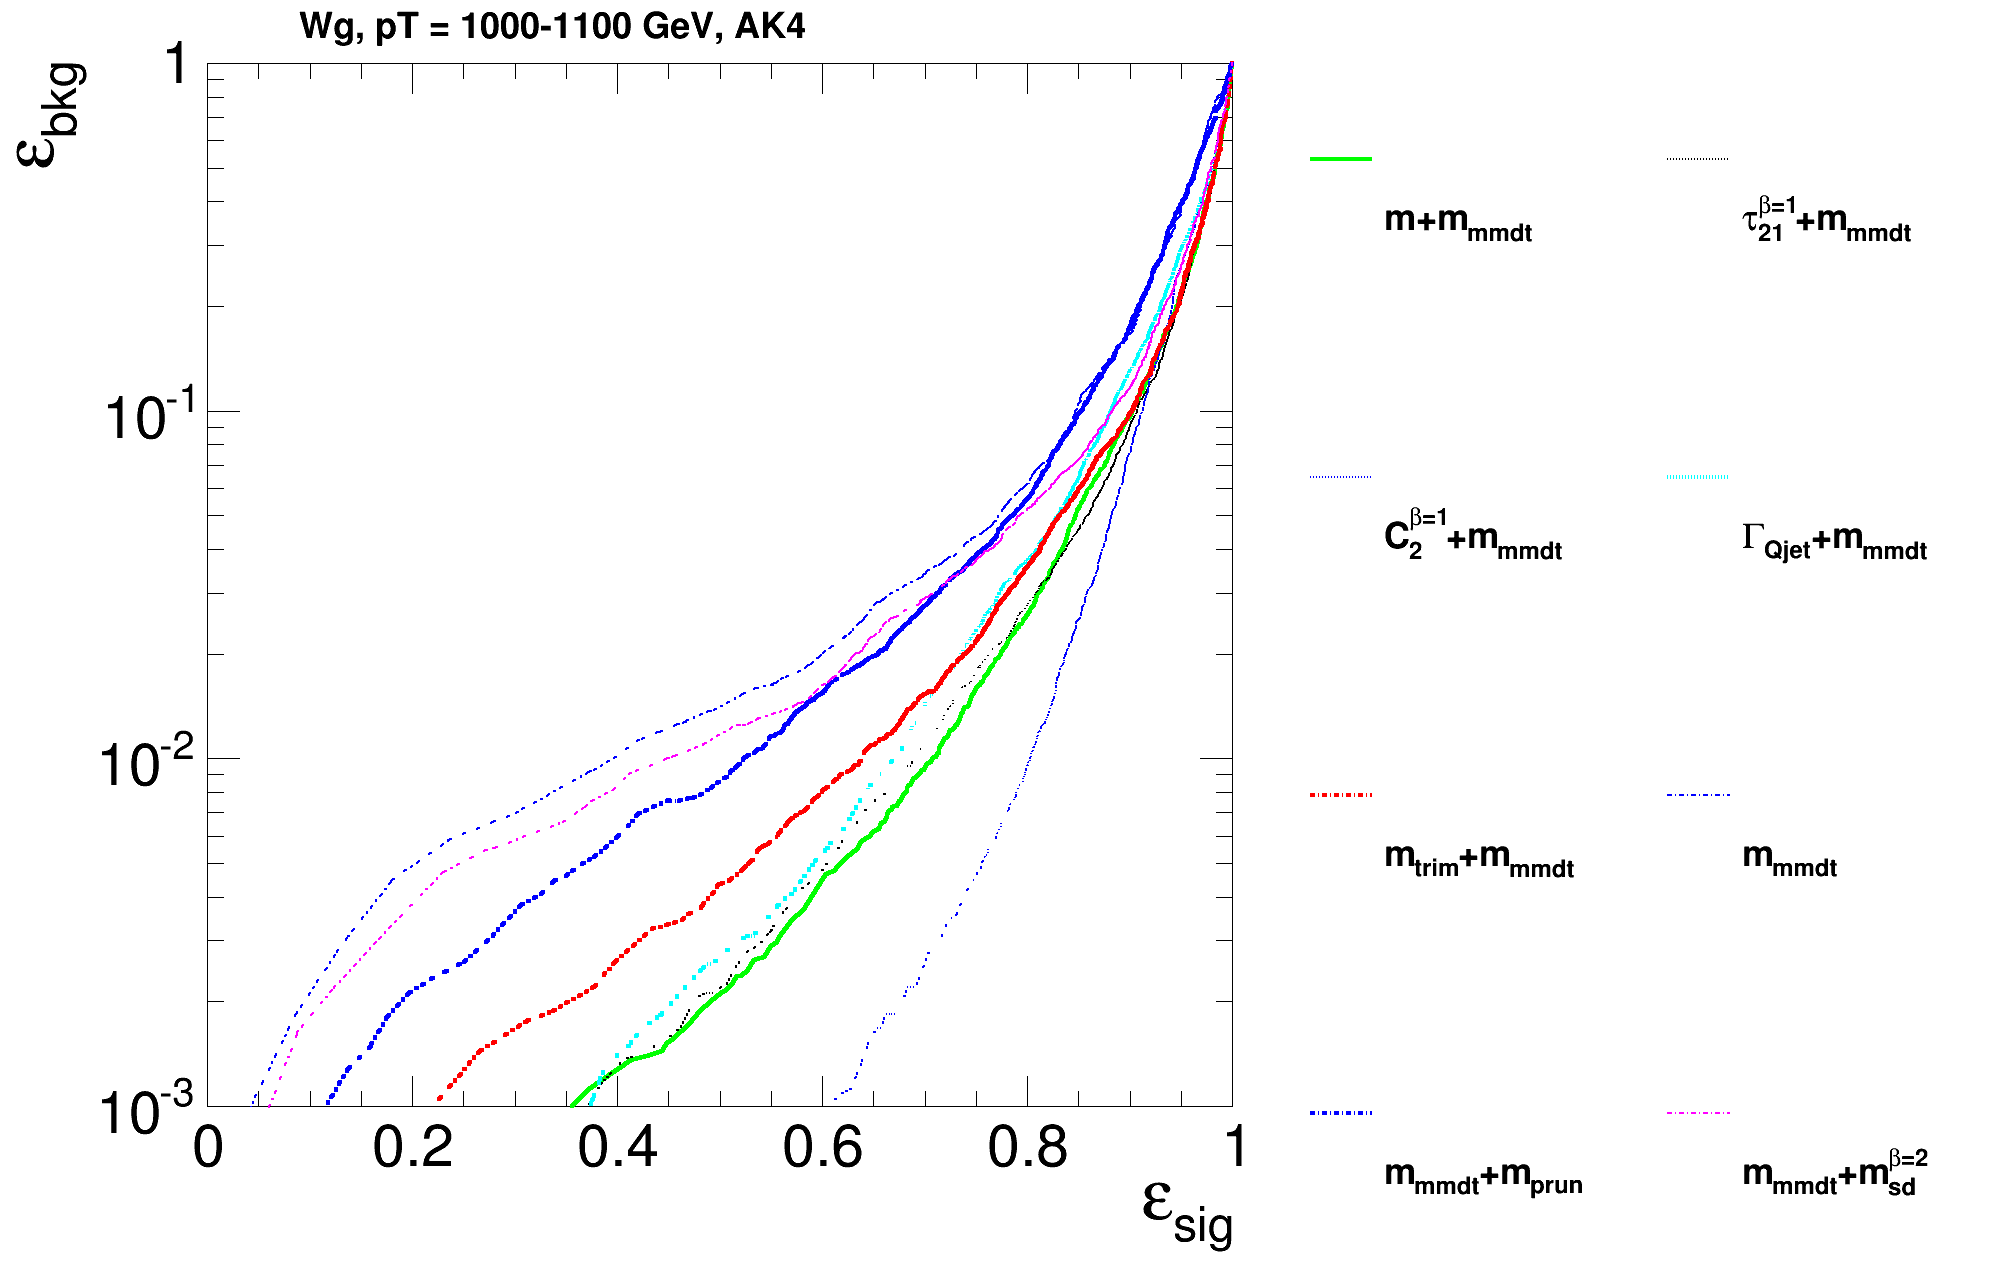 Wg, pT = 1000-1100 GeV, AK4
ε_bkg
1
10^-1
10^-2
10^-3
0 0.2 0.4 0.6 0.8 1
ε_sig
m+m_mmdt
τ_21^β=1+m_mmdt
C_2^β=1+m_mmdt
Γ_Qjet+m_mmdt
m_trim+m_mmdt
m_mmdt
m_mmdt+m_prun
m_mmdt+m_sd^β=2